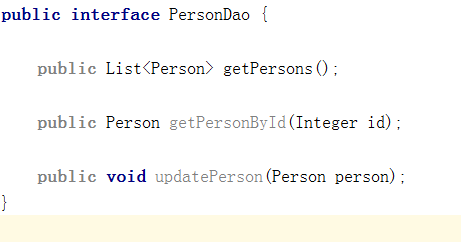 public interface PersonDao {
public List<Person> getPersons();
public Person getPersonById(Integer id);
public void updatePerson(Person person);
}